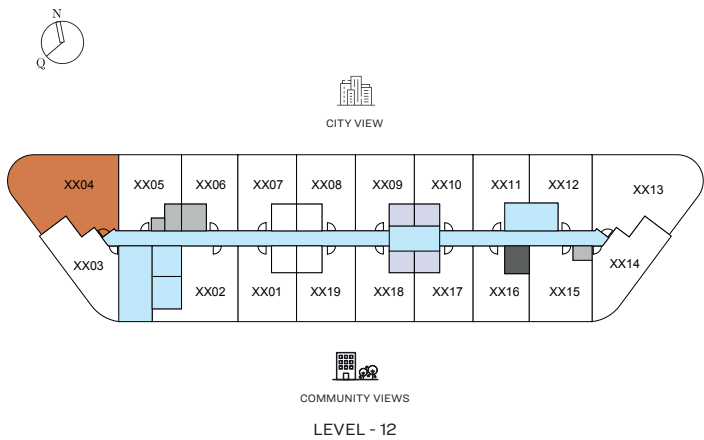 N
Q
CITY VIEW
XX04
XX05
XX06
XX07
XX08
XX09
XX10
XX11
XX12
XX13
XX03
XX02
XX01
XX19
XX18
XX17
XX16
XX15
XX14
COMMUNITY VIEWS
LEVEL - 12